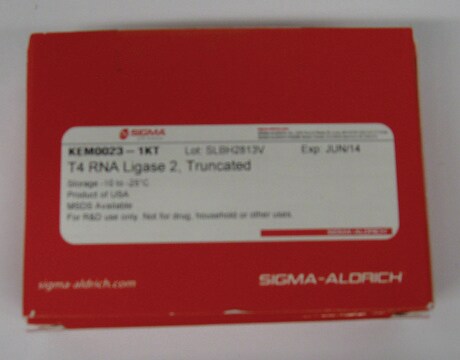 SIGMA
KEM0023 - 1KT Lot: SLBH2813V Exp: JUN/14
T4 RNA Ligase 2, Truncated
Storage -15 to -25°C
Product of USA
MSDS Available
For R&D use only. Not for drug, household or other uses.
SIGMA-ALDRICH
sigma-aldrich.com
SIGMA-ALDRICH